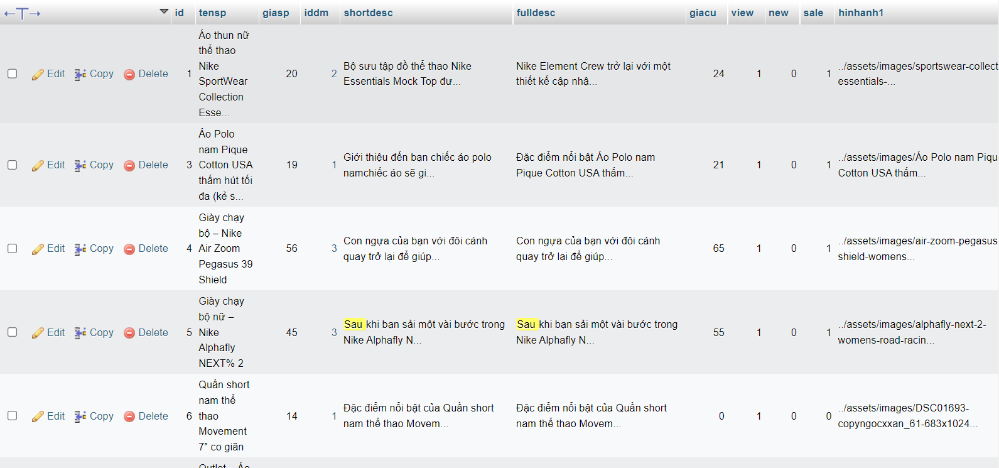 id tensp giasp iddm shortdesc fulldesc giacu view new sale hinhanh1
Áo thun nữ
thể thao
Nike
SportWear
Collection
Esse...
Edit Copy Delete 1 20 2
Bộ sưu tập đồ thể thao Nike
Essentials Mock Top đư...
Nike Element Crew trở lại với một
thiết kế cập nhậ...
24 1 0 1
../assets/images/sportswear-collect
essentials-...
Áo Polo
nam Pique
Cotton USA
thấm hút tối
đa (kẻ s...
Edit Copy Delete 3 19 1
Giới thiệu đến bạn chiếc áo polo
namchiếc áo sẽ gi...
Đặc điểm nổi bật Áo Polo nam
Pique Cotton USA thấm...
21 1 0 1
../assets/images/Áo Polo nam Piqu
Cotton USA thấm...
Giày chạy
bộ – Nike
Air Zoom
Pegasus 39
Shield
Edit Copy Delete 4 56 3
Con ngựa của bạn với đôi cánh
quay trở lại để giúp...
Con ngựa của bạn với đôi cánh
quay trở lại để giúp...
65 1 0 1
../assets/images/air-zoom-pegasus-
shield-womens...
Giày chạy
bộ nữ –
Nike
Alphafly
NEXT% 2
Edit Copy Delete 5 45 3
Sau khi bạn sải một vài bước trong
Nike Alphafly N...
Sau khi bạn sải một vài bước trong
Nike Alphafly N...
55 1 0 1
../assets/images/alphafly-next-2-
womens-road-racin...
Quần short
nam thể
thao
Movement
7″ co giãn
Edit Copy Delete 6 14 1
Đặc điểm nổi bật của Quần short
nam thể thao Movem...
Đặc điểm nổi bật của Quần short
nam thể thao Movem...
0 1 0 0
../assets/images/DSC01693-
copyngocxxan_61-683x1024...
Outlet – Áo